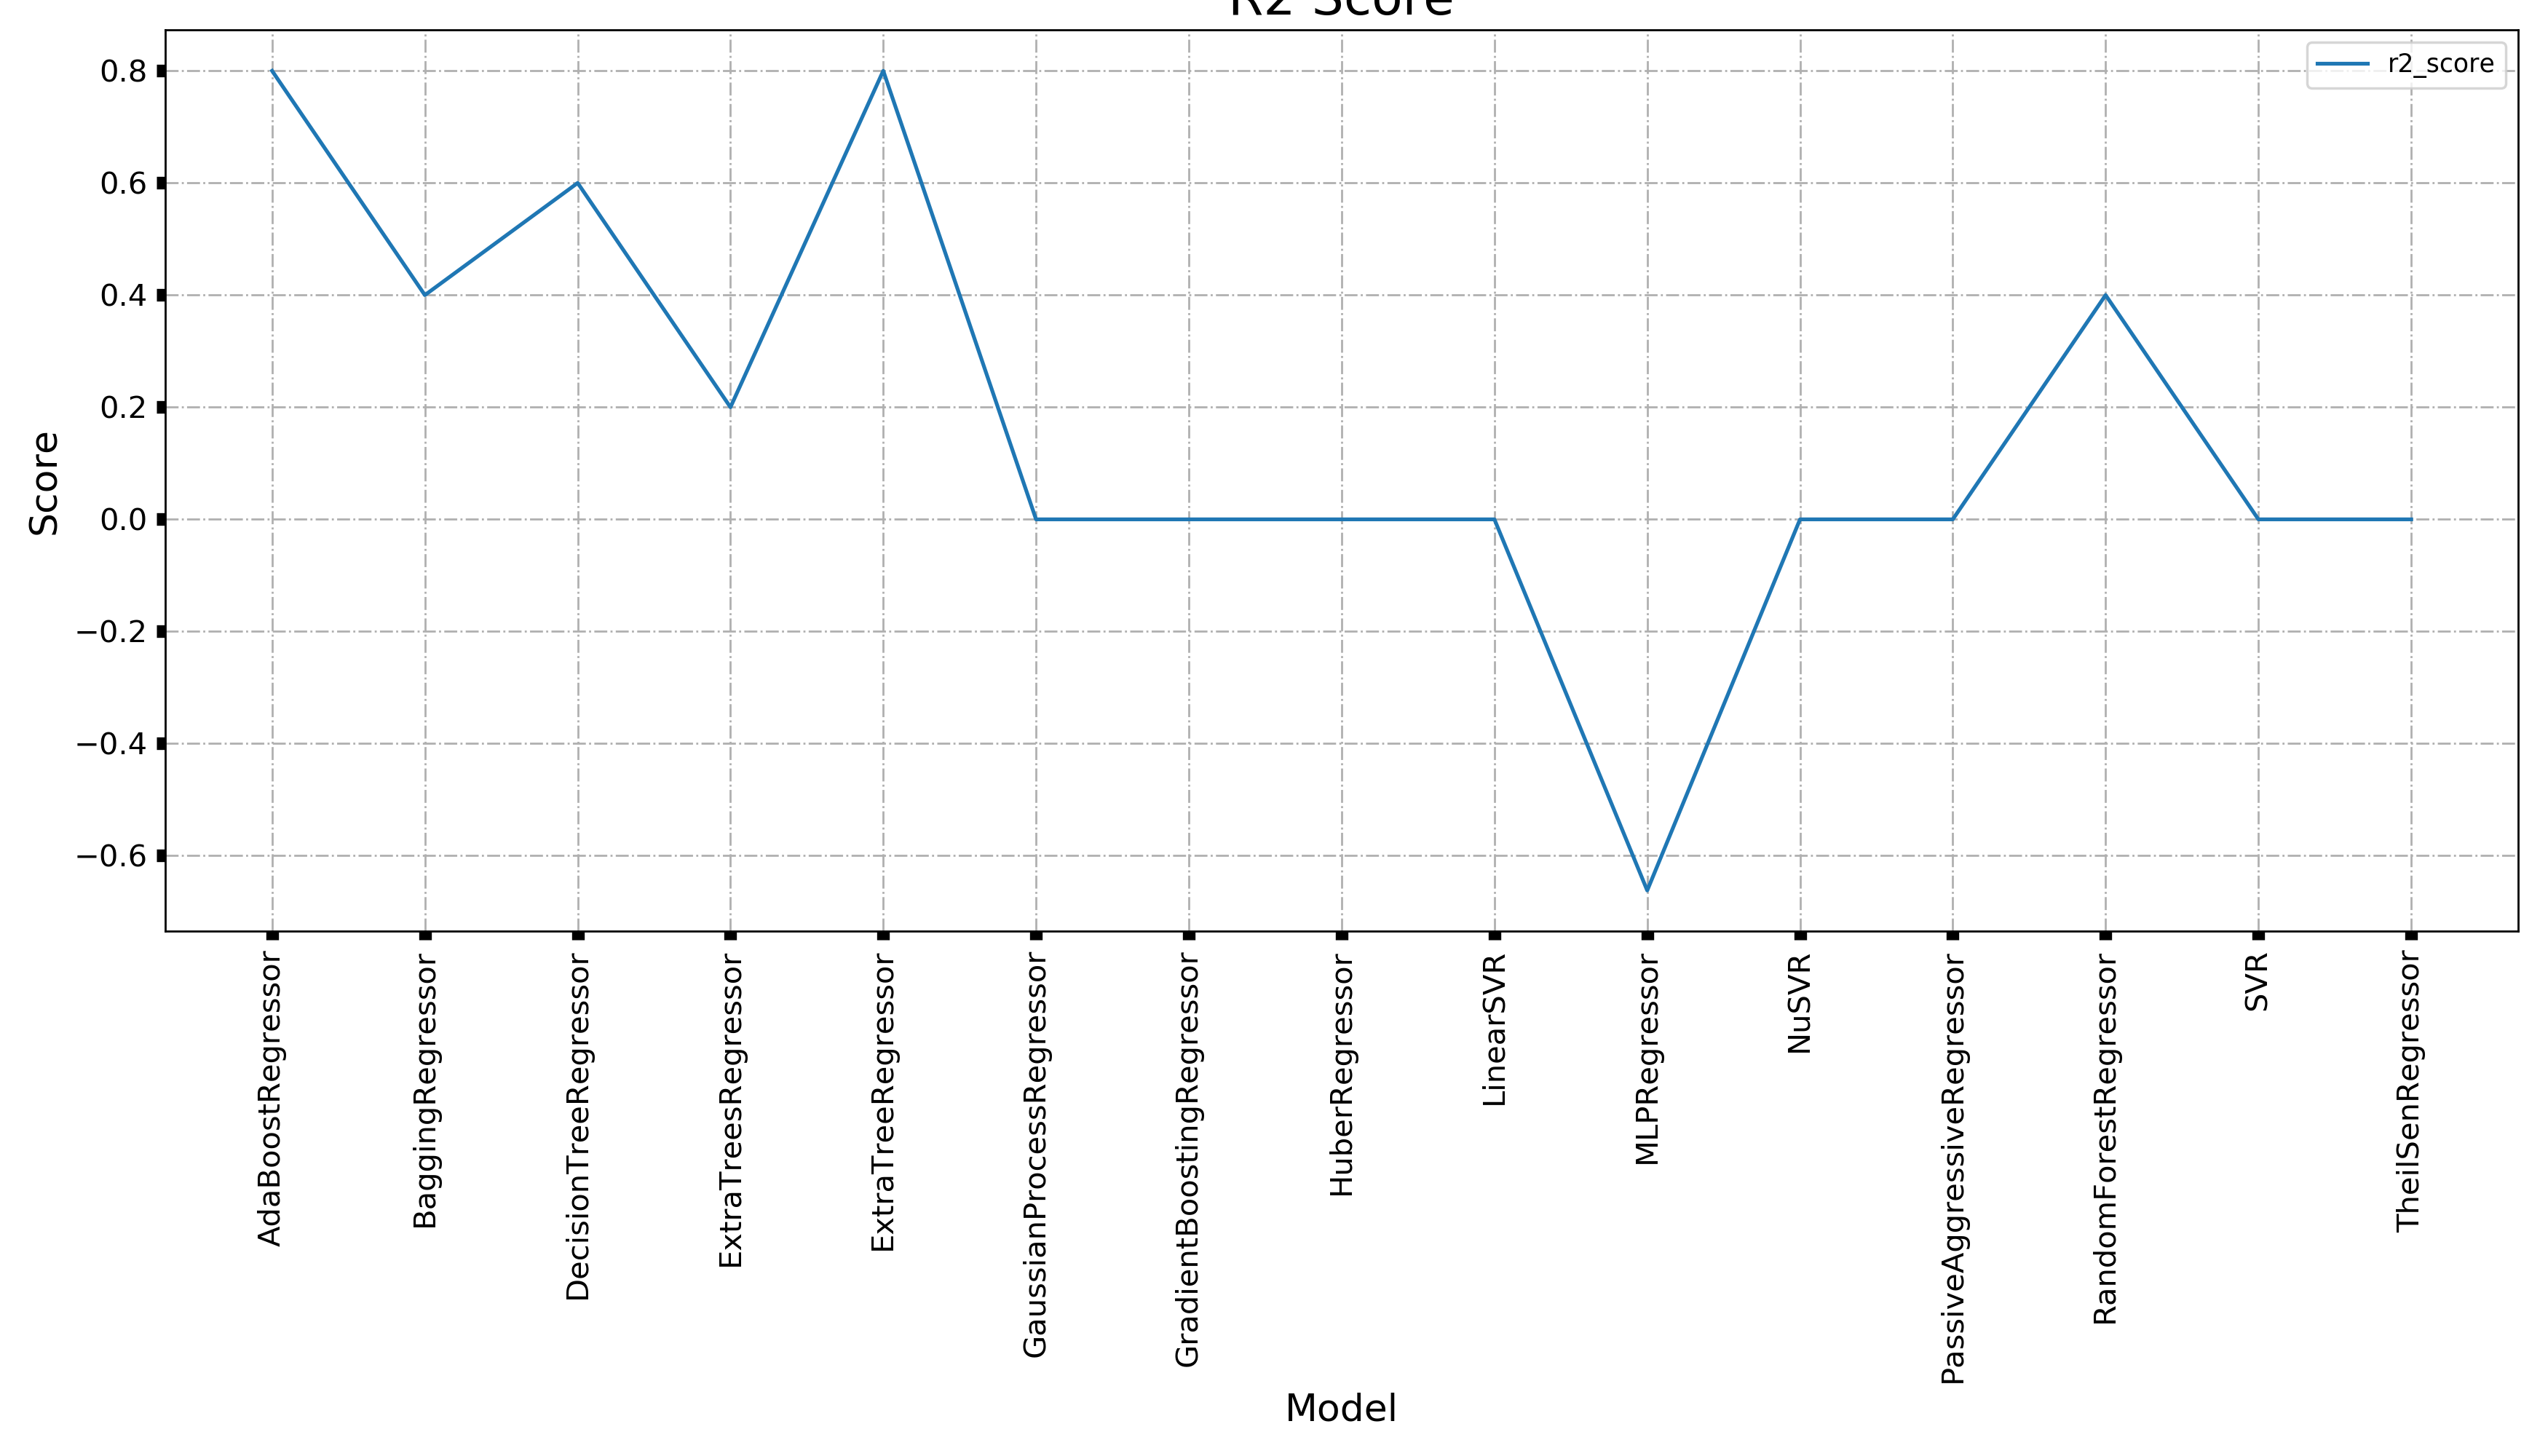 R2 Score
r2_score
0.8
0.6
0.4
0.2
0.0
−0.2
−0.4
−0.6
Score
AdaBoostRegressor
BaggingRegressor
DecisionTreeRegressor
ExtraTreesRegressor
ExtraTreeRegressor
GaussianProcessRegressor
GradientBoostingRegressor
HuberRegressor
LinearSVR
MLPRegressor
NuSVR
PassiveAggressiveRegressor
RandomForestRegressor
SVR
TheilSenRegressor
Model